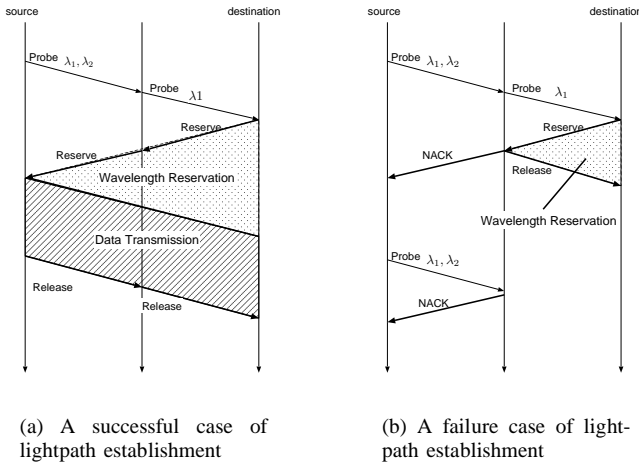 source
destination
Probe λ₁, λ₂
Probe
λ1
Reserve
Reserve
Wavelength Reservation
Data Transmission
Release
Release
(a) A successful case of
lightpath establishment
source
destination
Probe λ₁, λ₂
Probe
λ₁
Reserve
NACK
Release
Wavelength Reservation
Probe λ₁, λ₂
NACK
(b) A failure case of light-
path establishment